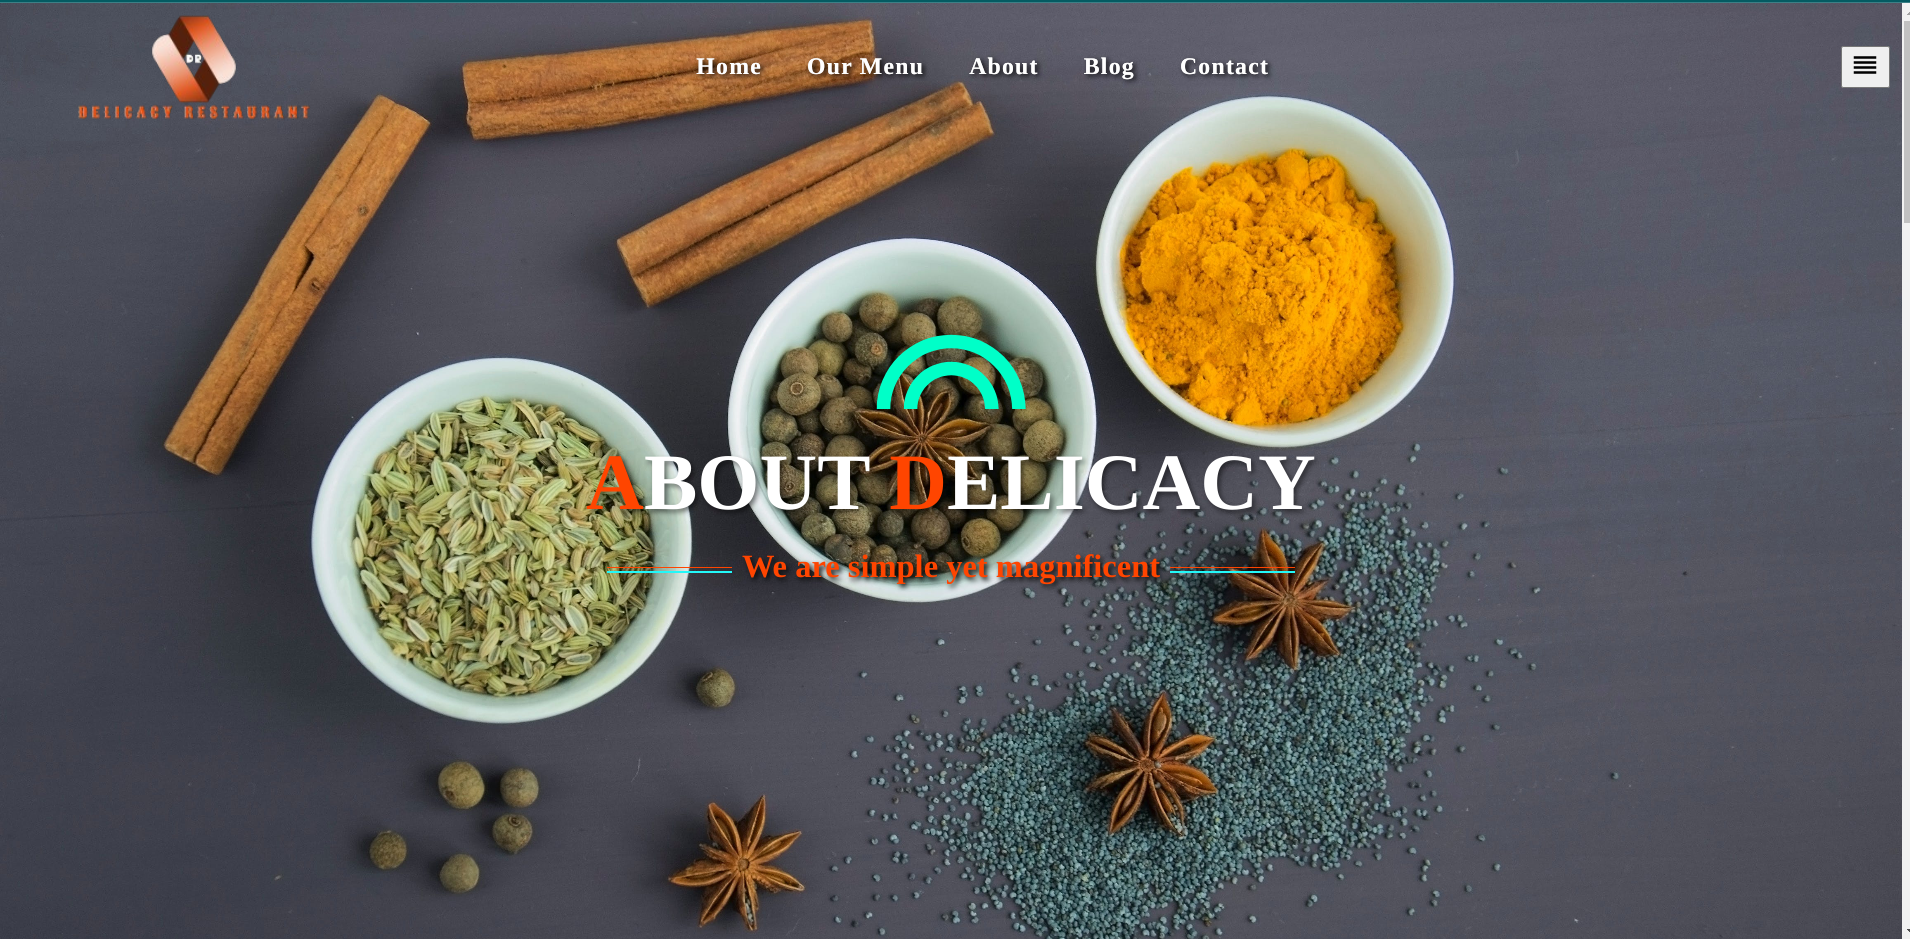 DR
DELICACY RESTAURANT
Home Our Menu About Blog Contact
ABOUT DELICACY
We are simple yet magnificent